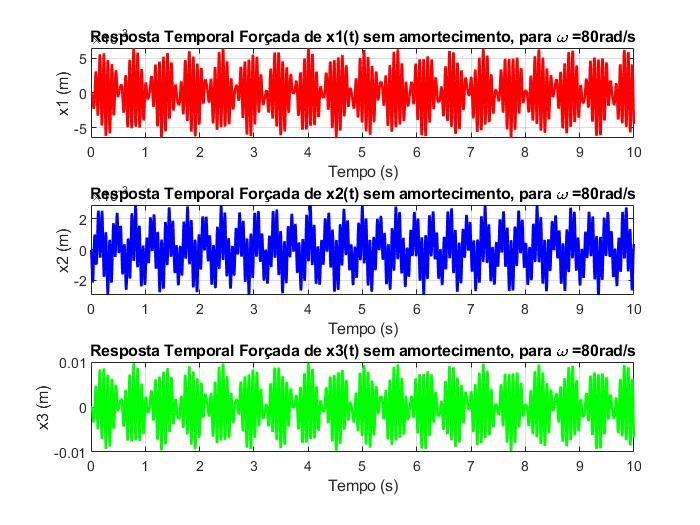 Resposta Temporal Forçada de x1(t) sem amortecimento, para ω =80rad/s
5
0
-5
x1 (m)
0 1 2 3 4 5 6 7 8 9 10
Tempo (s)
Resposta Temporal Forçada de x2(t) sem amortecimento, para ω =80rad/s
2
0
-2
x2 (m)
0 1 2 3 4 5 6 7 8 9 10
Tempo (s)
Resposta Temporal Forçada de x3(t) sem amortecimento, para ω =80rad/s
0.01
0
-0.01
x3 (m)
0 1 2 3 4 5 6 7 8 9 10
Tempo (s)